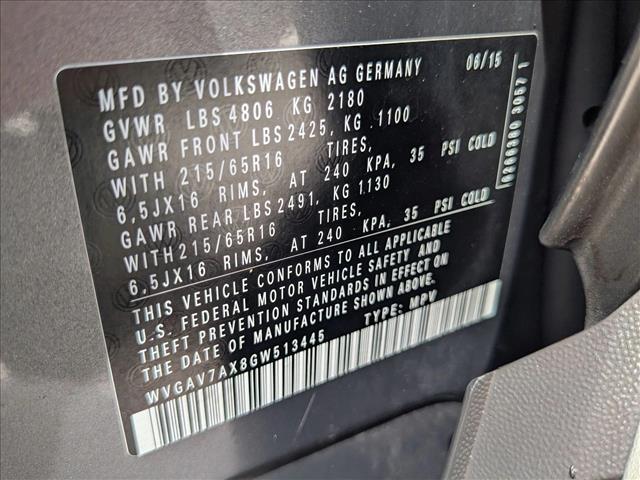 MFD BY VOLKSWAGEN AG GERMANY 06/15
GVWR LBS 4806 KG 2180
GAWR FRONT LBS 2425, KG 1100
WITH 215/65R16 TIRES,
6,5JX16 RIMS, AT 240 KPA, 35 PSI COLD
GAWR REAR LBS 2491, KG 1130
WITH 215/65R16 TIRES,
6,5JX16 RIMS, AT 240 KPA, 35 PSI COLD
THIS VEHICLE CONFORMS TO ALL APPLICABLE
U.S. FEDERAL MOTOR VEHICLE SAFETY AND
THEFT PREVENTION STANDARDS IN EFFECT ON
THE DATE OF MANUFACTURE SHOWN ABOVE.
WVGAV7AX8GW513445 TYPE: MPV